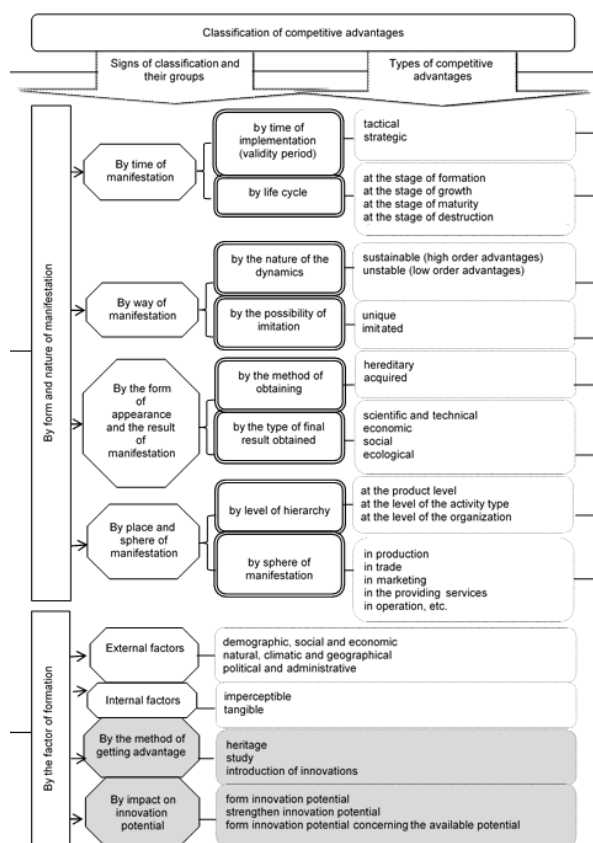 Classification of competitive advantages
Signs of classification and
their groups
Types of competitive
advantages
By form and nature of manifestation
By time of
manifestation
by time of
implementation
(validity period)
tactical
strategic
by life cycle
at the stage of formation
at the stage of growth
at the stage of maturity
at the stage of destruction
By way of
manifestation
by the nature of the
dynamics
sustainable (high order advantages)
unstable (low order advantages)
by the possibility of
imitation
unique
imitated
By the form
of
appearance
and the result
of
manifestation
by the method of
obtaining
hereditary
acquired
by the type of final
result obtained
scientific and technical
economic
social
ecological
By place and
sphere of
manifestation
by level of hierarchy
at the product level
at the level of the activity type
at the level of the organization
by sphere of
manifestation
in production
in trade
in marketing
in the providing services
in operation, etc.
By the factor of formation
External factors
demographic, social and economic
natural, climatic and geographical
political and administrative
Internal factors
imperceptible
tangible
By the method of
getting advantage
heritage
study
introduction of innovations
By impact on
innovation
potential
form innovation potential
strengthen innovation potential
form innovation potential concerning the available potential